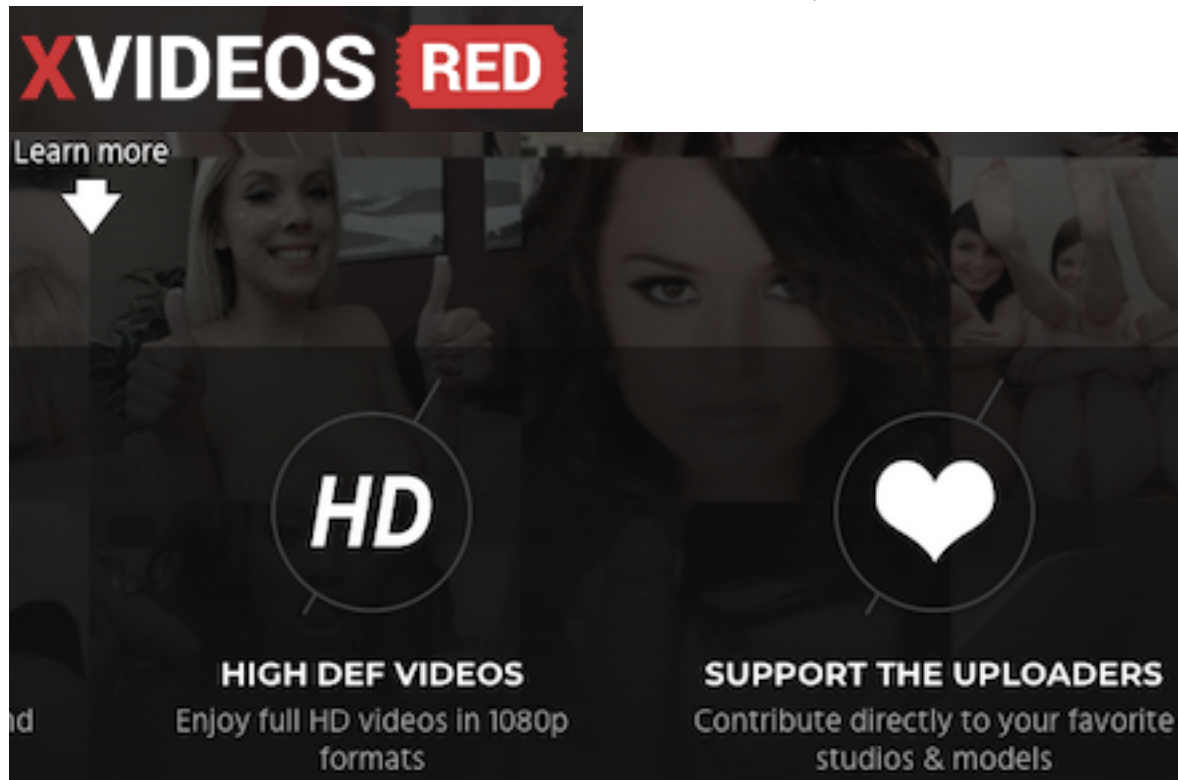 XVIDEOS RED
Learn more
HD
HIGH DEF VIDEOS
Enjoy full HD videos in 1080p
formats
SUPPORT THE UPLOADERS
Contribute directly to your favorite
studios & models